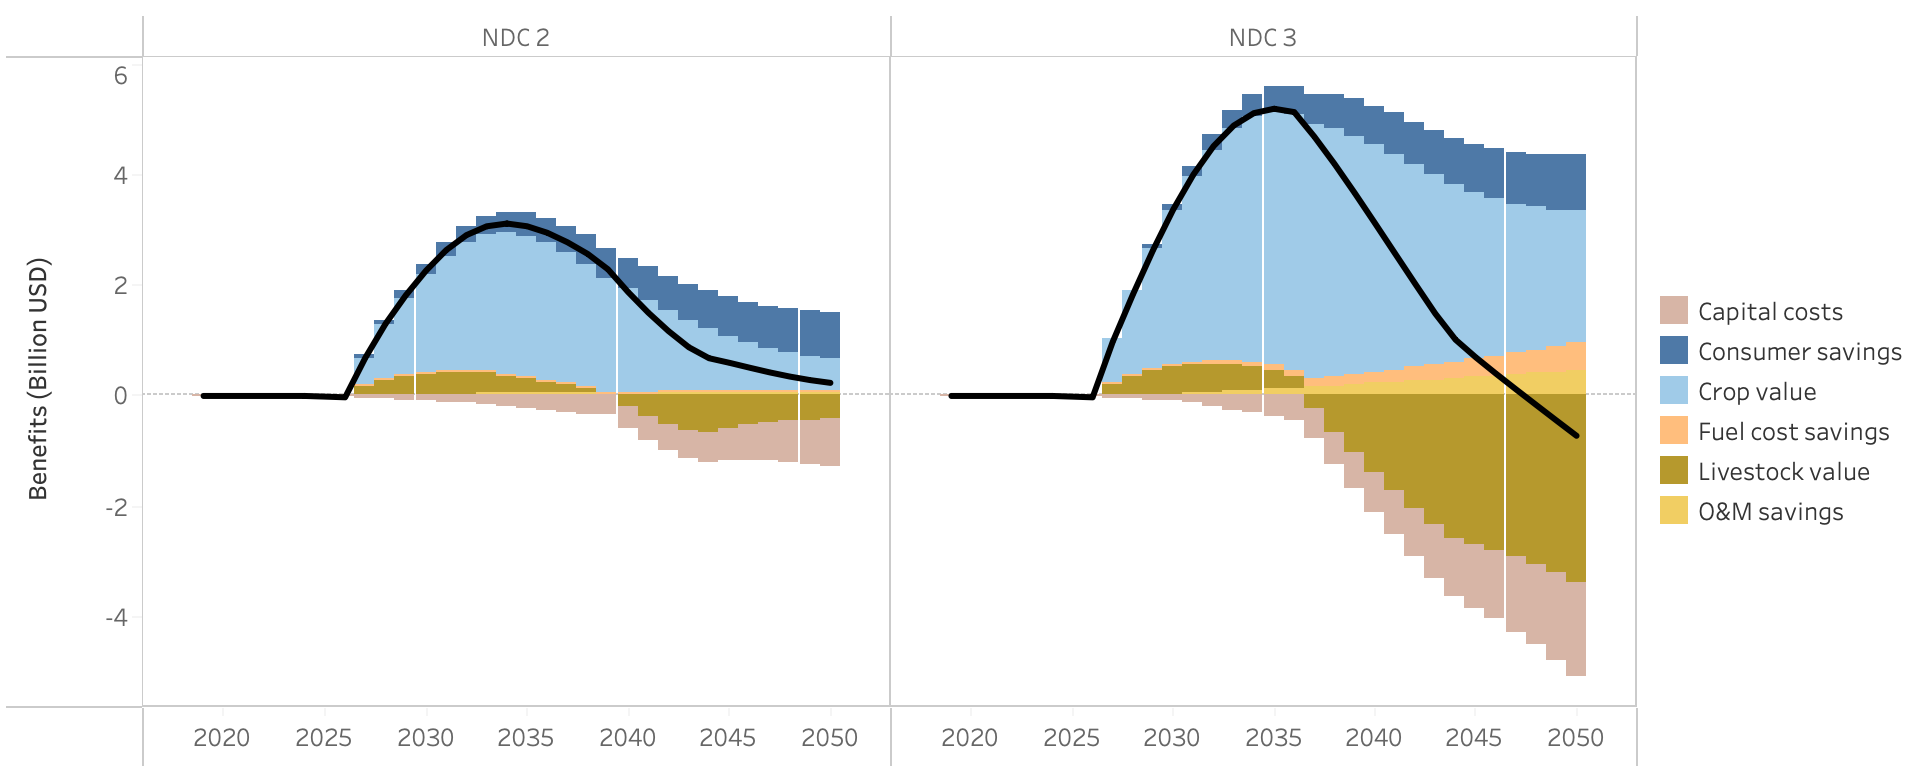 NDC 2
NDC 3
Benefits (Billion USD)
6
4
2
0
-2
-4
2020 2025 2030 2035 2040 2045 2050
2020 2025 2030 2035 2040 2045 2050
Capital costs
Consumer savings
Crop value
Fuel cost savings
Livestock value
O&M savings